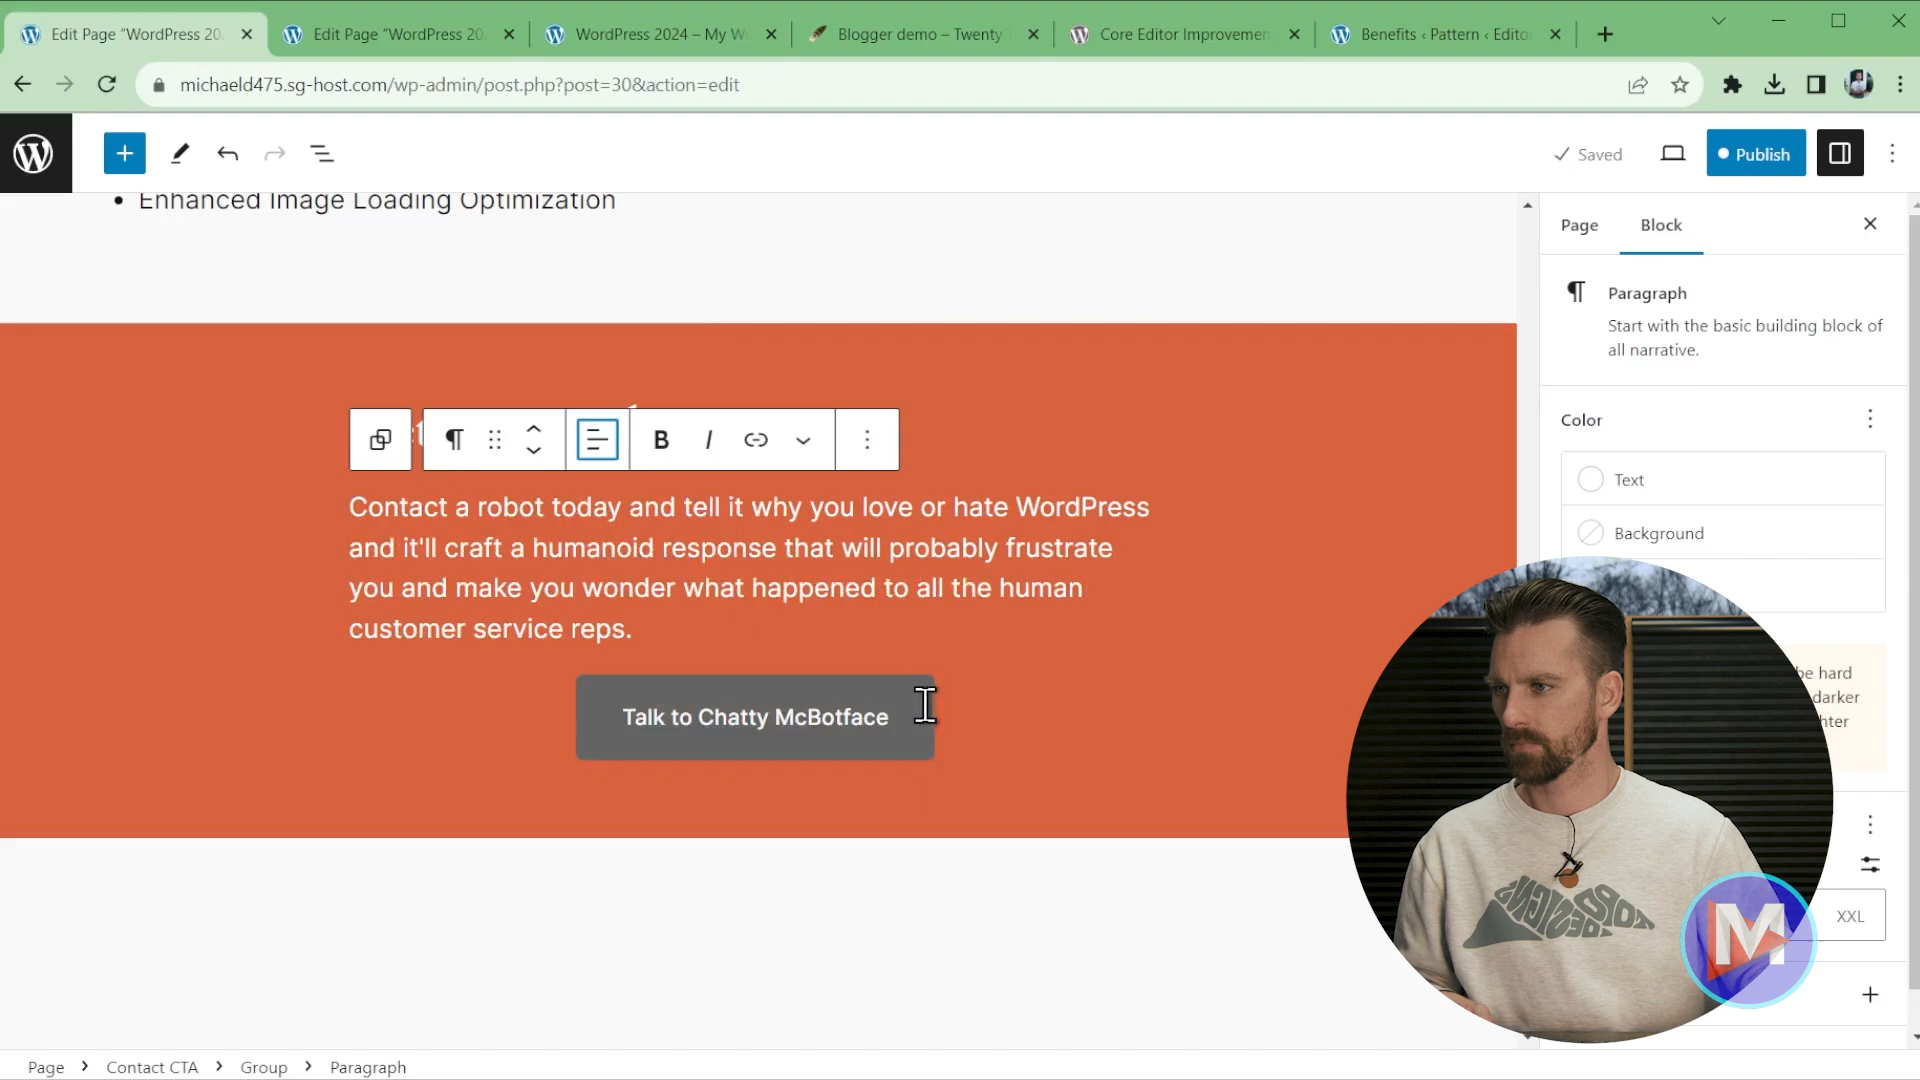 Edit Page “WordPress 20
Edit Page “WordPress 20
WordPress 2024 – My W
Blogger demo – Twenty
Core Editor Improvemen
Benefits ‹ Pattern ‹ Editor
michaeld475.sg-host.com/wp-admin/post.php?post=30&action=edit
Saved
Publish
Enhanced Image Loading Optimization
Page
Block
Paragraph
Start with the basic building block of
all narrative.
Color
Text
Background
B I
Contact a robot today and tell it why you love or hate WordPress
and it'll craft a humanoid response that will probably frustrate
you and make you wonder what happened to all the human
customer service reps.
Talk to Chatty McBotface
be hard
darker
hter
XXL
M
Page
Contact CTA
Group
Paragraph